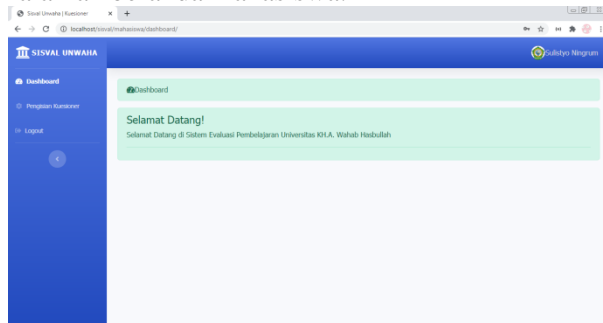 Sisval Unwaha | Kuesioner
localhost/sisval/mahasiswa/dashboard/
SISVAL UNWAHA
Sulistyo Ningrum
Dashboard
Pengisian Kuesioner
Logout
Dashboard
Selamat Datang!
Selamat Datang di Sistem Evaluasi Pembelajaran Universitas KH.A. Wahab Hasbullah